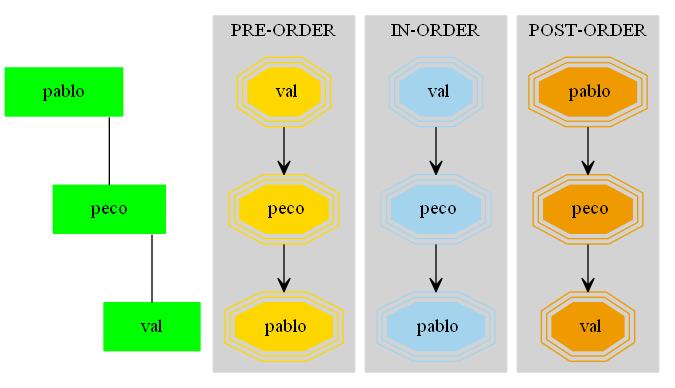 pablo
peco
val
PRE-ORDER
val
peco
pablo
IN-ORDER
val
peco
pablo
POST-ORDER
pablo
peco
val